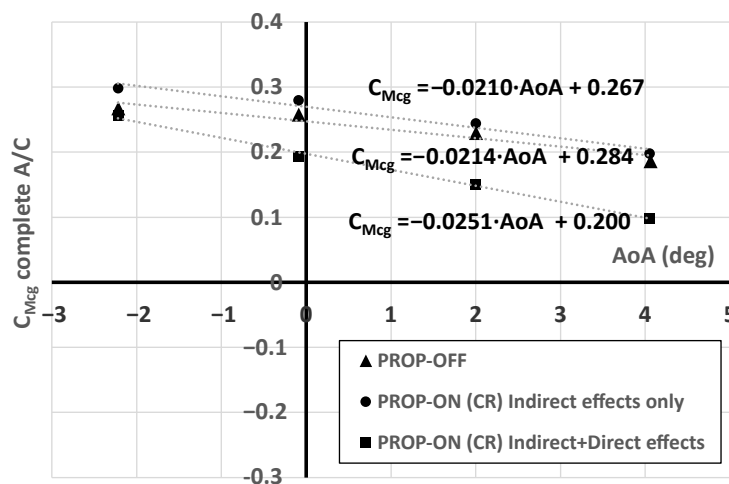 0.4
C_Mcg =−0.0210·AoA + 0.267
0.3
0.2
C_Mcg =−0.0214·AoA + 0.284
C_Mcg =−0.0251·AoA + 0.200
0.1
AoA (deg)
C_Mcg complete A/C
0
−3 −2 −1 0 1 2 3 4 5
−0.1
PROP-OFF
−0.2
PROP-ON (CR) Indirect effects only
PROP-ON (CR) Indirect+Direct effects
−0.3